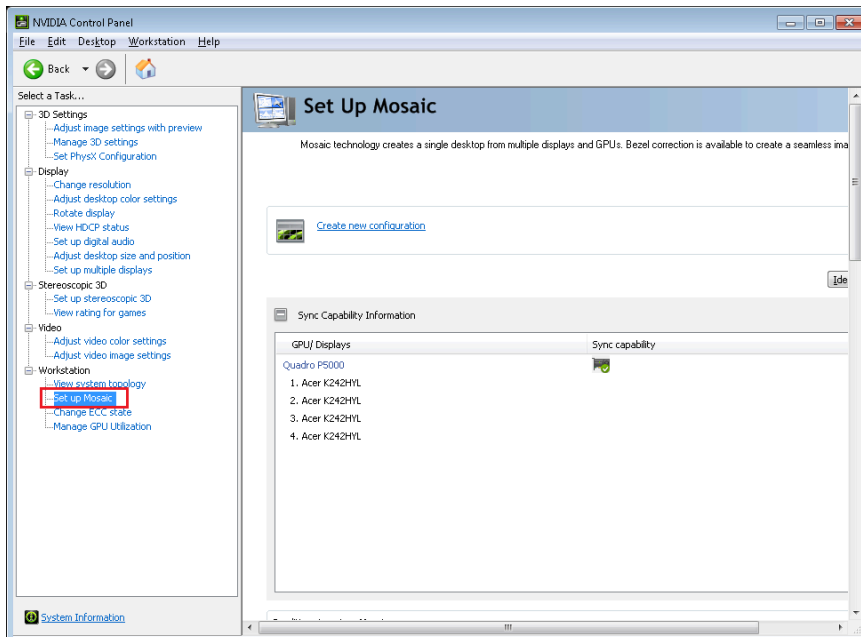 NVIDIA Control Panel
File Edit Desktop Workstation Help
Back
Select a Task...
3D Settings
Adjust image settings with preview
Manage 3D settings
Set PhysX Configuration
Display
Change resolution
Adjust desktop color settings
Rotate display
View HDCP status
Set up digital audio
Adjust desktop size and position
Set up multiple displays
Stereoscopic 3D
Set up stereoscopic 3D
View rating for games
Video
Adjust video color settings
Adjust video image settings
Workstation
View system topology
Set up Mosaic
Change ECC state
Manage GPU Utilization
System Information
Set Up Mosaic
Mosaic technology creates a single desktop from multiple displays and GPUs. Bezel correction is available to create a seamless ima
Create new configuration
Ide
Sync Capability Information
GPU/ Displays Sync capability
Quadro P5000
1. Acer K242HYL
2. Acer K242HYL
3. Acer K242HYL
4. Acer K242HYL